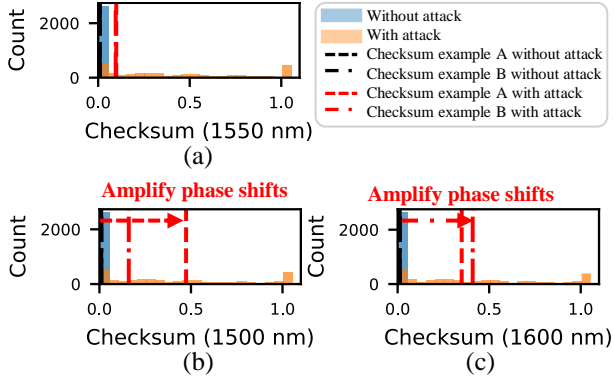 Count
2000
0
0.0
0.5
1.0
Checksum (1550 nm)
(a)
Without attack
With attack
Checksum example A without attack
Checksum example B without attack
Checksum example A with attack
Checksum example B with attack
Amplify phase shifts
Count
2000
0
0.0
0.5
1.0
Checksum (1500 nm)
(b)
Amplify phase shifts
Count
2000
0
0.0
0.5
1.0
Checksum (1600 nm)
(c)